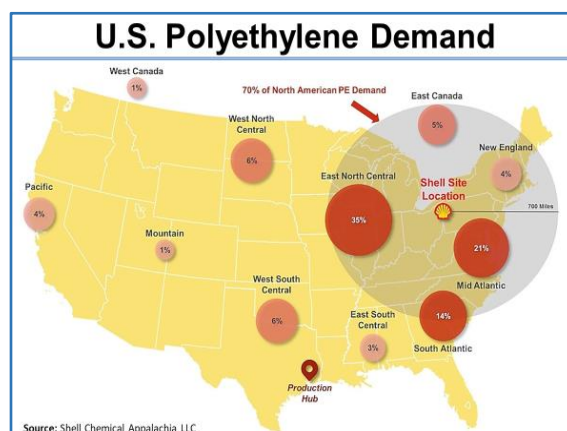 U.S. Polyethylene Demand
West Canada
1%
70% of North American PE Demand
East Canada
5%
West North
Central
6%
New England
4%
East North Central
35%
Shell Site
Location
700 Miles
Pacific
4%
Mountain
1%
21%
Mid Atlantic
West South
Central
6%
East South
Central
3%
14%
South Atlantic
Production
Hub
Source: Shell Chemical Appalachia LLC